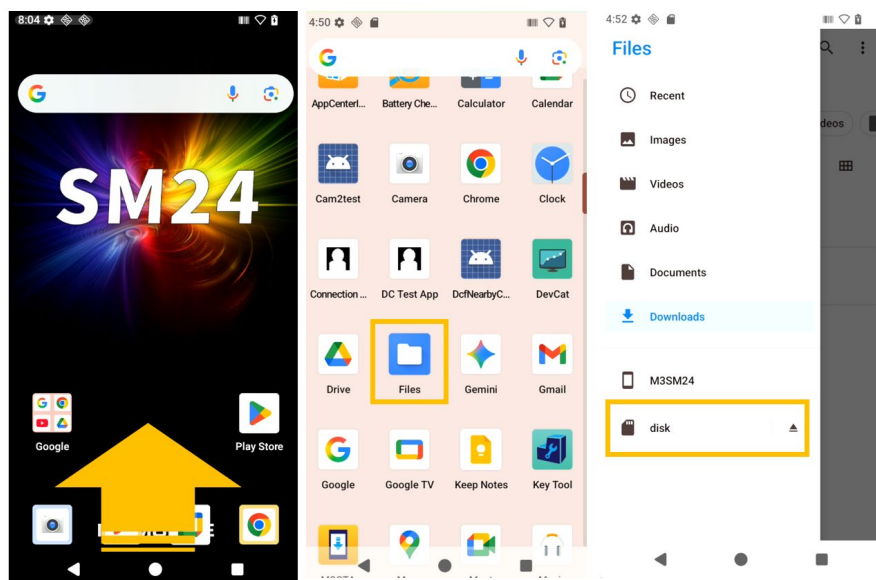 8:04
SM24
Google
Play Store
4:50
AppCenterI...
Battery Che...
Calculator
Calendar
Cam2test
Camera
Chrome
Clock
Connection ...
DC Test App
DcfNearbyC...
DevCat
Drive
Files
Gemini
Gmail
Google
Google TV
Keep Notes
Key Tool
4:52
Files
Recent
Images
Videos
deos
Audio
Documents
Downloads
M3SM24
disk